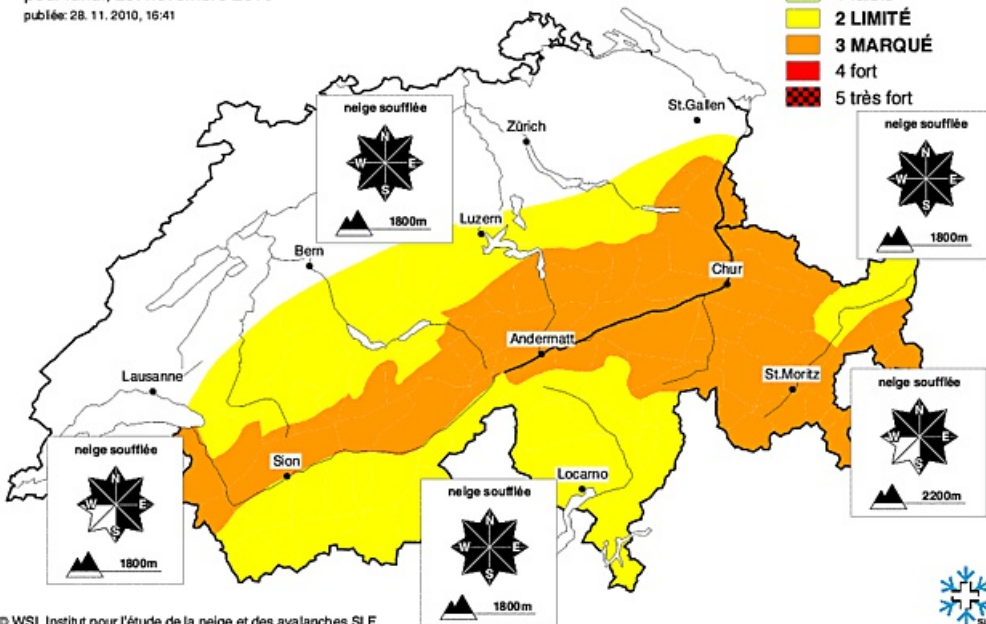 publiée: 28. 11. 2010, 16:41
2 LIMITÉ
3 MARQUÉ
4 fort
5 très fort
neige soufflée
N
W E
S
1800m
St.Gallen
Zürich
neige soufflée
N
W E
S
1800m
Luzern
Bern
Chur
Andermatt
Lausanne
St.Moritz
neige soufflée
N
W E
S
2200m
neige soufflée
N
W E
S
1800m
Sion
Locarno
neige soufflée
N
W E
S
1800m
© WSL Institut pour l'étude de la neige et des avalanches SLF